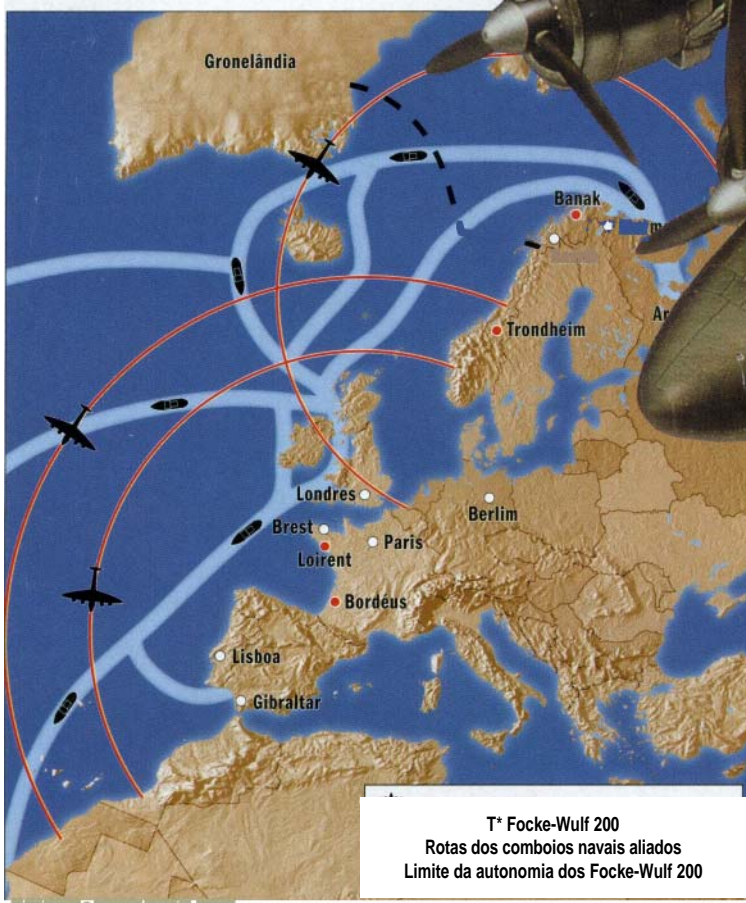 Gronelândia
Banak
Trondheim
Ar
Londres
Berlim
Brest
Paris
Loirent
Bordéus
Lisboa
Gibraltar
T* Focke-Wulf 200
Rotas dos comboios navais aliados
Limite da autonomia dos Focke-Wulf 200